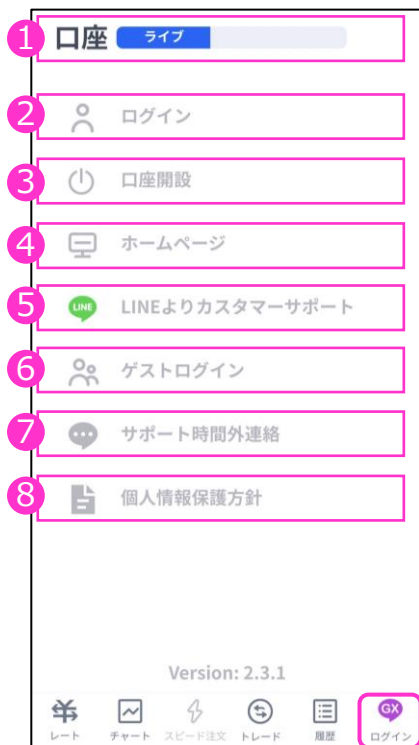 1 口座 ライブ
2 ログイン
3 口座開設
4 ホームページ
5 LINE LINEよりカスタマーサポート
6 ゲストログイン
7 サポート時間外連絡
8 個人情報保護方針
Version: 2.3.1
GX
レート チャート スピード注文 トレード 履歴 ログイン